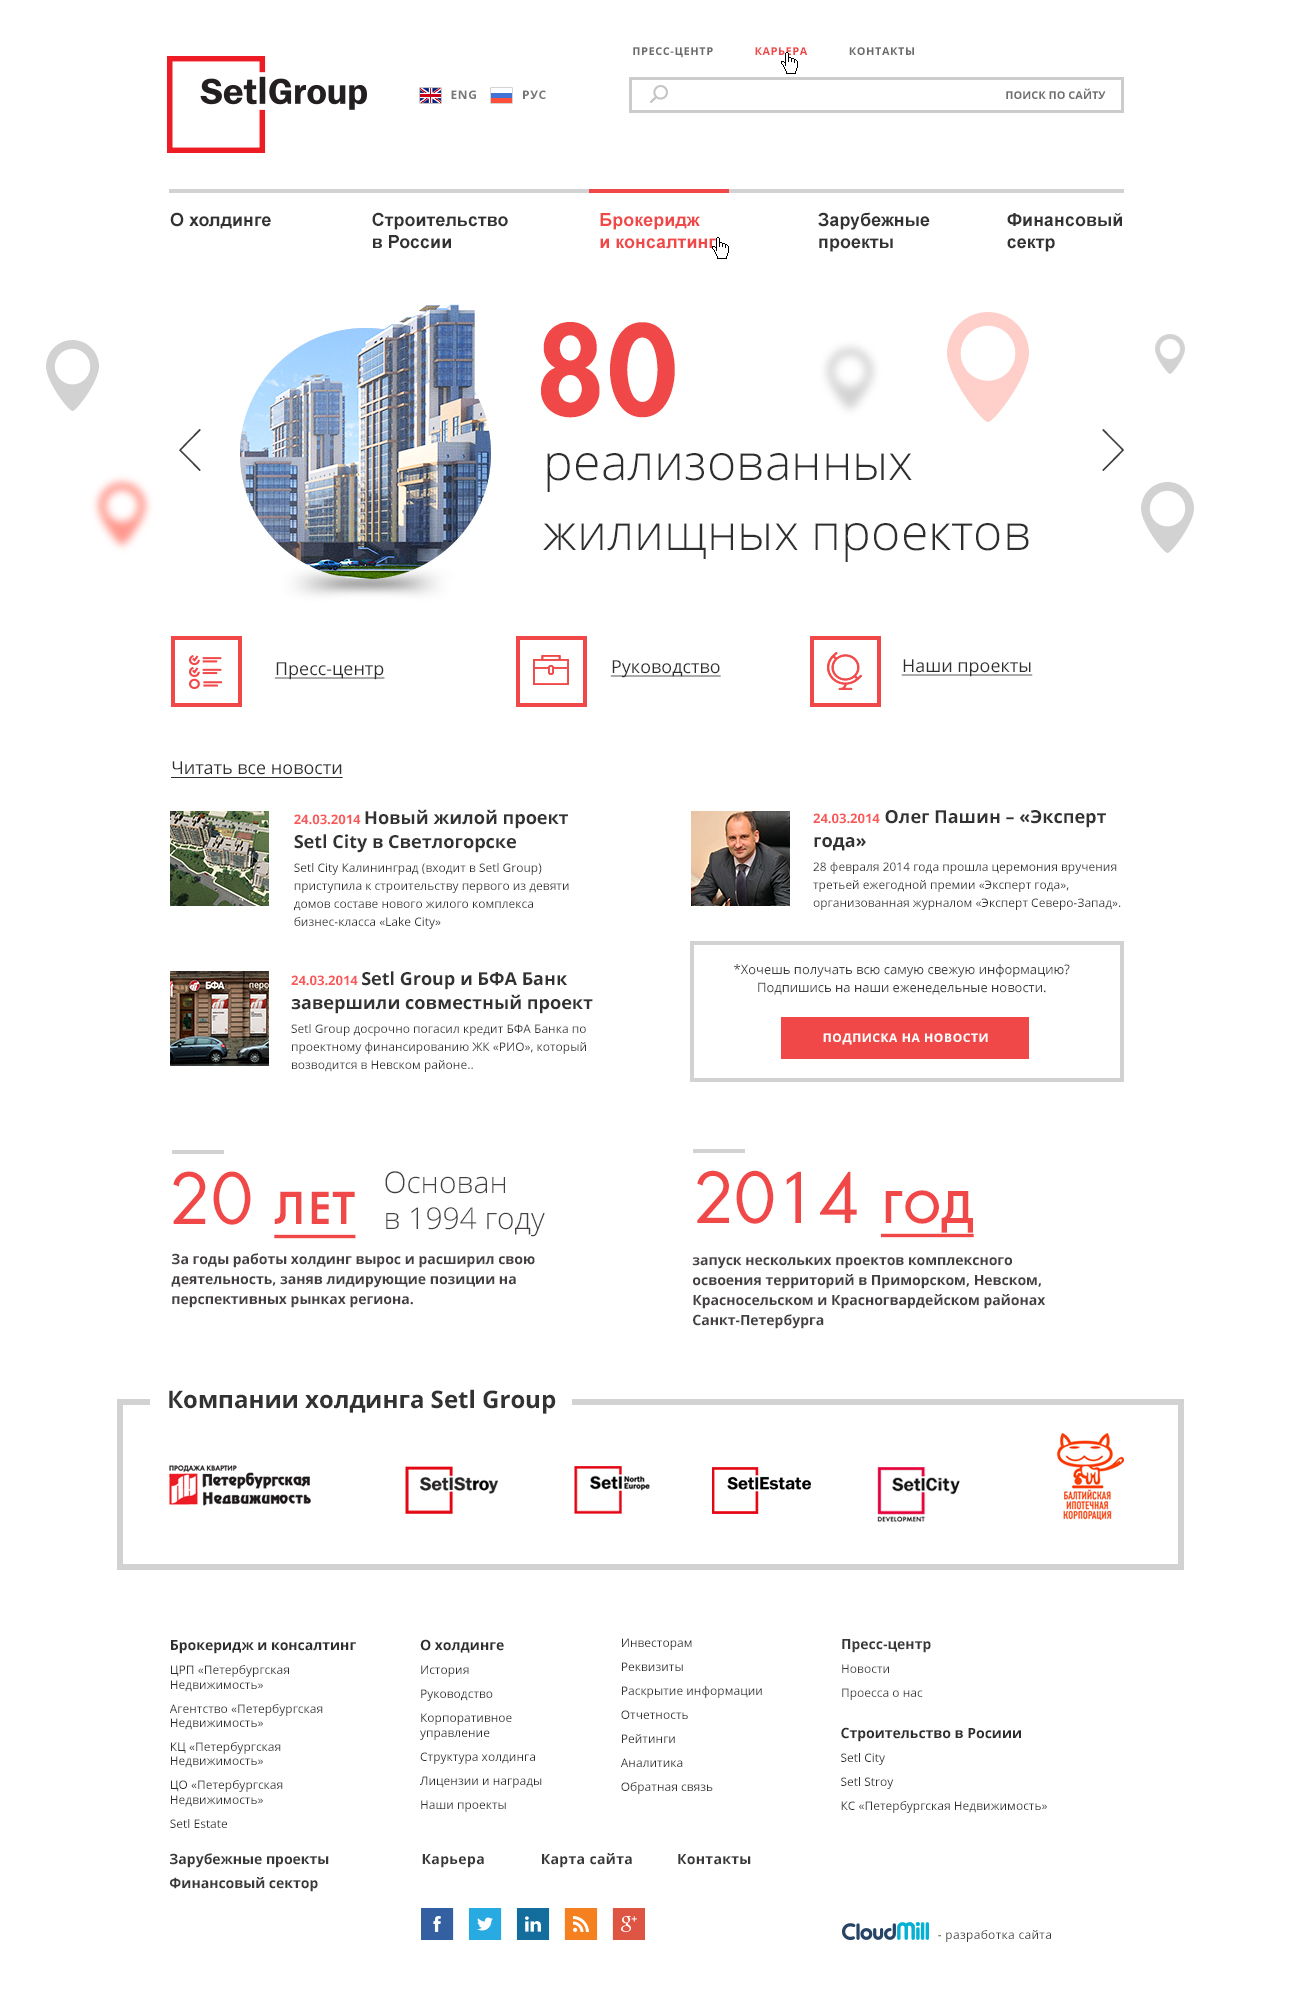 ПРЕСС-ЦЕНТР КАРЬЕРА КОНТАКТЫ
SetlGroup
ENG РУС
ПОИСК ПО САЙТУ
О холдинге
Строительство
в России
Брокеридж
и консалтинг
Зарубежные
проекты
Финансовый
сектр
80
реализованных
жилищных проектов
Пресс-центр
Руководство
Наши проекты
Читать все новости
24.03.2014 Новый жилой проект
Setl City в Светлогорске
Setl City Калининград (входит в Setl Group)
приступила к строительству первого из девяти
домов составе нового жилого комплекса
бизнес-класса «Lake City»
24.03.2014 Олег Пашин – «Эксперт
года»
28 февраля 2014 года прошла церемония вручения
третьей ежегодной премии «Эксперт года»,
организованная журналом «Эксперт Северо-Запад».
БФА
перс
24.03.2014 Setl Group и БФА Банк
завершили совместный проект
Setl Group досрочно погасил кредит БФА Банка по
проектному финансированию ЖК «РИО», который
возводится в Невском районе..
*Хочешь получать всю самую свежую информацию?
Подпишись на наши еженедельные новости.
ПОДПИСКА НА НОВОСТИ
20 ЛЕТ
Основан
в 1994 году
За годы работы холдинг вырос и расширил свою
деятельность, заняв лидирующие позиции на
перспективных рынках региона.
2014 год
запуск нескольких проектов комплексного
освоения территорий в Приморском, Невском,
Красносельском и Красногвардейском районах
Санкт-Петербурга
Компании холдинга Setl Group
ПРОДАЖА КВАРТИР
Петербургская
Недвижимость
SetlStroy
Setl North
Europe
SetlEstate
SetlCity
DEVELOPMENT
БАЛТИЙСКАЯ
ИПОТЕЧНАЯ
КОРПОРАЦИЯ
Брокеридж и консалтинг
ЦРП «Петербургская
Недвижимость»
Агентство «Петербургская
Недвижимость»
КЦ «Петербургская
Недвижимость»
ЦО «Петербургская
Недвижимость»
Setl Estate
Зарубежные проекты
Финансовый сектор
О холдинге
История
Руководство
Корпоративное
управление
Структура холдинга
Лицензии и награды
Наши проекты
Инвесторам
Реквизиты
Раскрытие информации
Отчетность
Рейтинги
Аналитика
Обратная связь
Пресс-центр
Новости
Проесса о нас
Строительство в Росиии
Setl City
Setl Stroy
КС «Петербургская Недвижимость»
Карьера Карта сайта Контакты
f in g+
CloudMill - разработка сайта